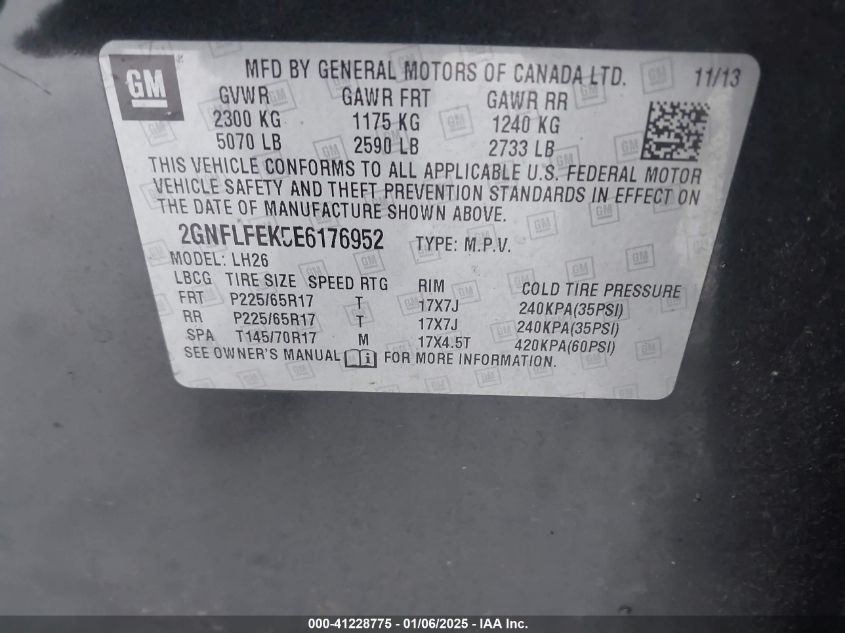 GM
MFD BY GENERAL MOTORS OF CANADA LTD. 11/13
GVWR GAWR FRT GAWR RR
2300 KG 1175 KG 1240 KG
5070 LB 2590 LB 2733 LB
THIS VEHICLE CONFORMS TO ALL APPLICABLE U.S. FEDERAL MOTOR
VEHICLE SAFETY AND THEFT PREVENTION STANDARDS IN EFFECT ON
THE DATE OF MANUFACTURE SHOWN ABOVE.
2GNFLFEK5E6176952 TYPE: M.P.V.
MODEL: LH26
LBCG TIRE SIZE SPEED RTG RIM COLD TIRE PRESSURE
FRT P225/65R17 T 17X7J 240KPA(35PSI)
RR P225/65R17 T 17X7J 240KPA(35PSI)
SPA T145/70R17 M 17X4.5T 420KPA(60PSI)
SEE OWNER'S MANUAL FOR MORE INFORMATION.
000-41228775 - 01/06/2025 - IAA Inc.